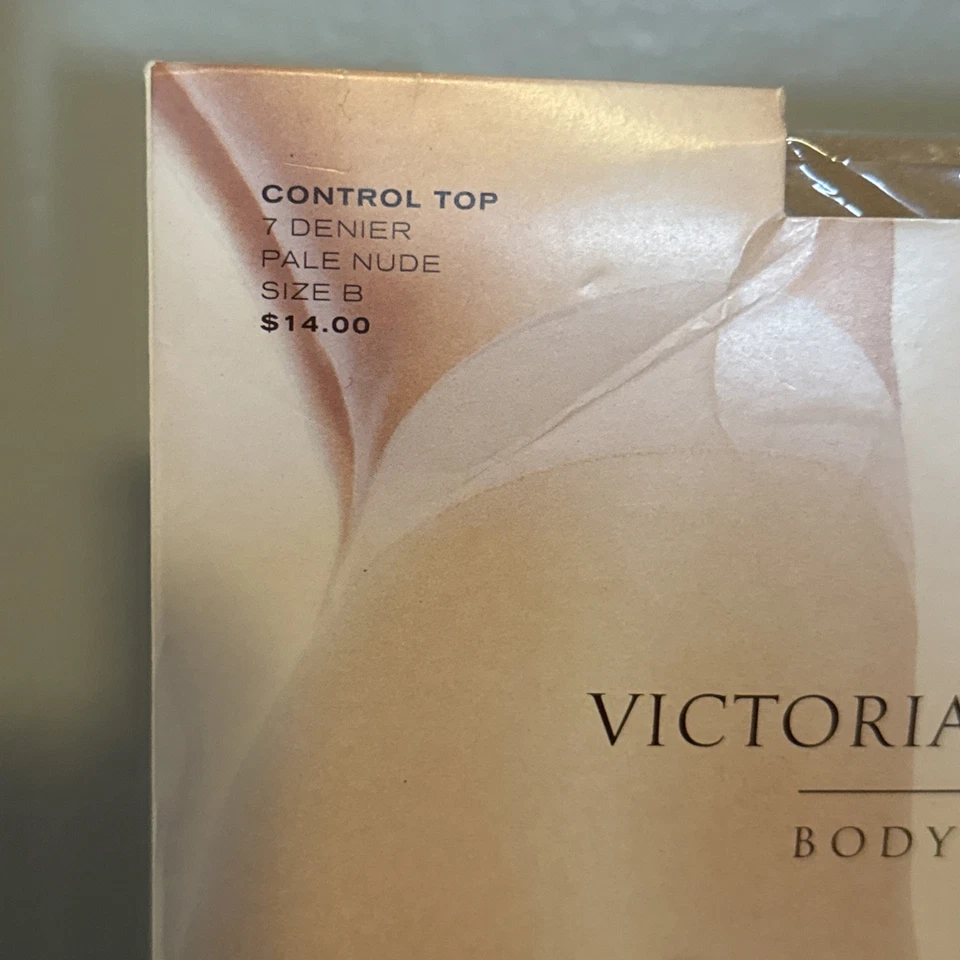 CONTROL TOP
7 DENIER
PALE NUDE
SIZE B
$14.00
VICTORIA
BODY